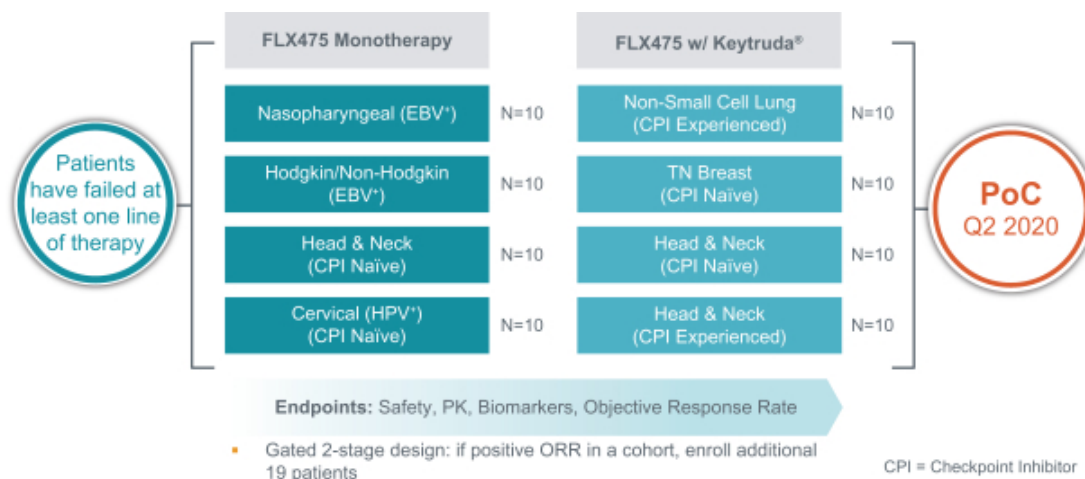 FLX475 Monotherapy
FLX475 w/ Keytruda®
Patients
have failed at
least one line
of therapy
Nasopharyngeal (EBV⁺)
N=10
Hodgkin/Non-Hodgkin
(EBV⁺)
N=10
Head & Neck
(CPI Naïve)
N=10
Cervical (HPV⁺)
(CPI Naïve)
N=10
Non-Small Cell Lung
(CPI Experienced)
N=10
TN Breast
(CPI Naïve)
N=10
Head & Neck
(CPI Naïve)
N=10
Head & Neck
(CPI Experienced)
N=10
PoC
Q2 2020
Endpoints: Safety, PK, Biomarkers, Objective Response Rate
▪ Gated 2-stage design: if positive ORR in a cohort, enroll additional
19 patients
CPI = Checkpoint Inhibitor